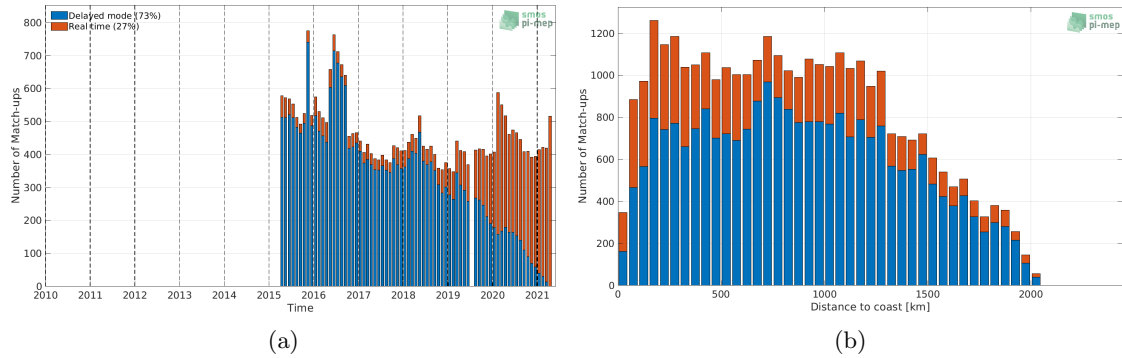 Delayed mode (73%)
Real time (27%)
smos
pi-mep
800
700
600
500
400
300
200
100
0
Number of Match-ups
2010 2011 2012 2013 2014 2015 2016 2017 2018 2019 2020 2021
Time
(a)
smos
pi-mep
1200
1000
800
600
400
200
0
Number of Match-ups
0 500 1000 1500 2000
Distance to coast [km]
(b)